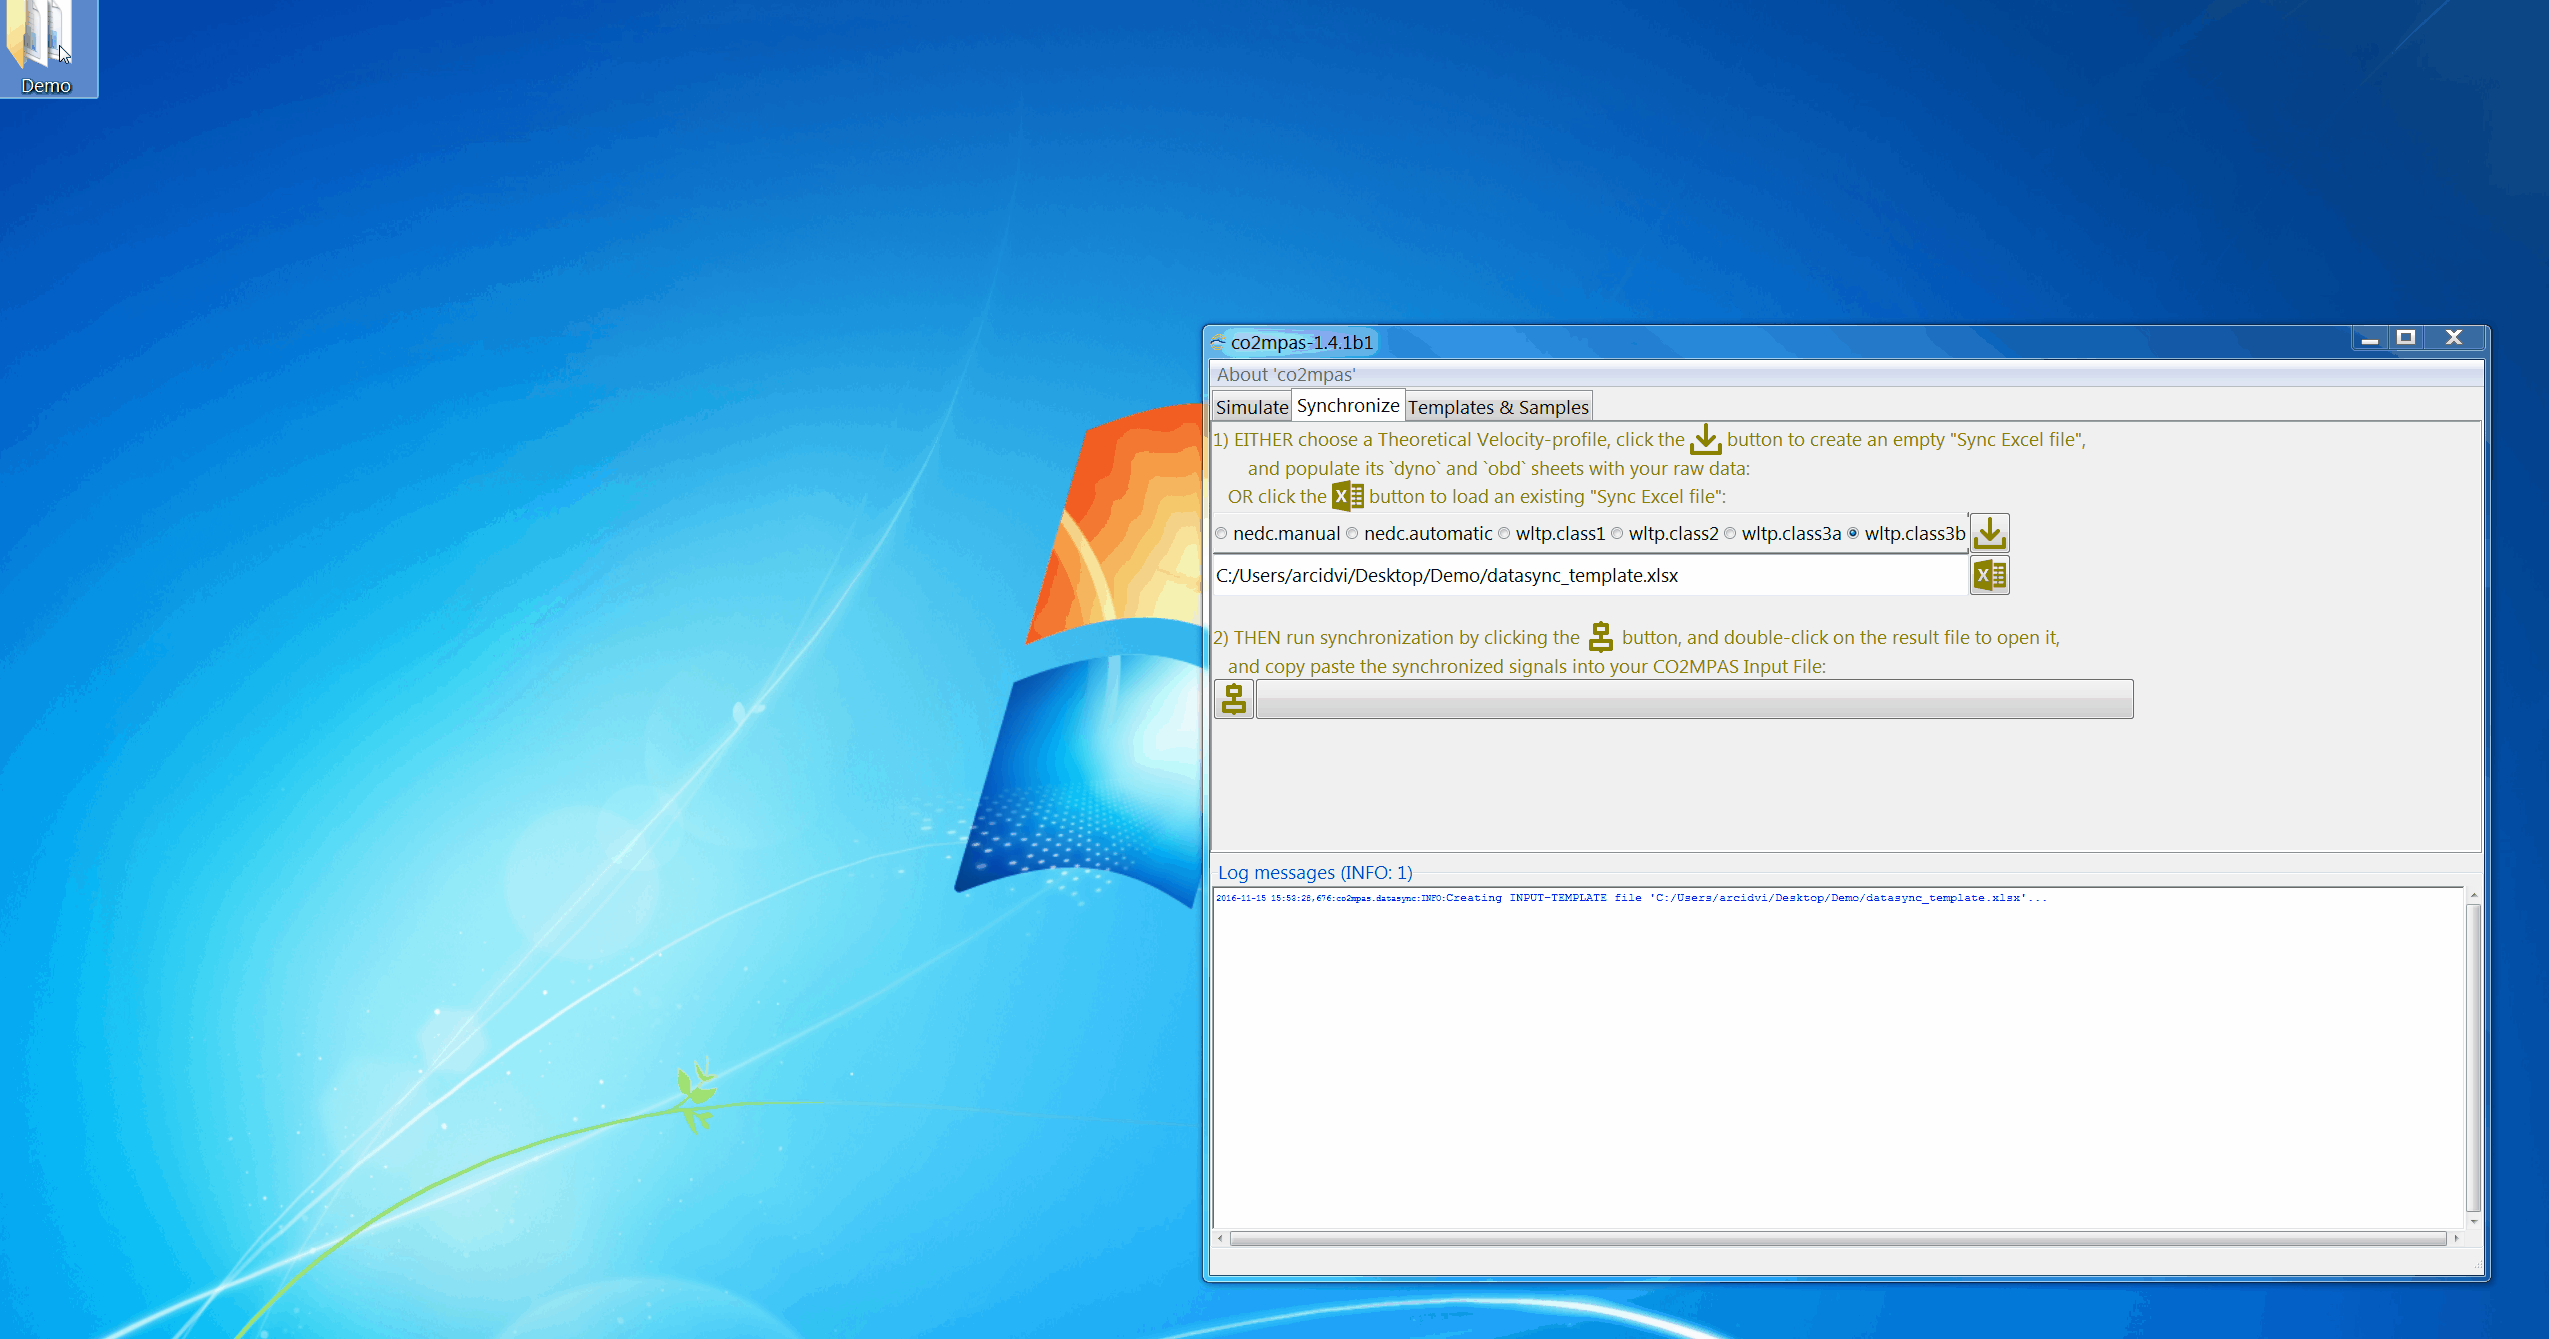 Demo
co2mpas-1.4.1b1
About 'co2mpas'
Simulate Synchronize Templates & Samples
1) EITHER choose a Theoretical Velocity-profile, click the button to create an empty "Sync Excel file",
and populate its `dyno` and `obd` sheets with your raw data:
OR click the button to load an existing "Sync Excel file":
nedc.manual nedc.automatic wltp.class1 wltp.class2 wltp.class3a wltp.class3b
C:/Users/arcidvi/Desktop/Demo/datasync_template.xlsx
2) THEN run synchronization by clicking the button, and double-click on the result file to open it,
and copy paste the synchronized signals into your CO2MPAS Input File:
Log messages (INFO: 1)
2016-11-15 15:58:28,676:co2mpas.datasync:INFO:Creating INPUT-TEMPLATE file 'C:/Users/arcidvi/Desktop/Demo/datasync_template.xlsx'...